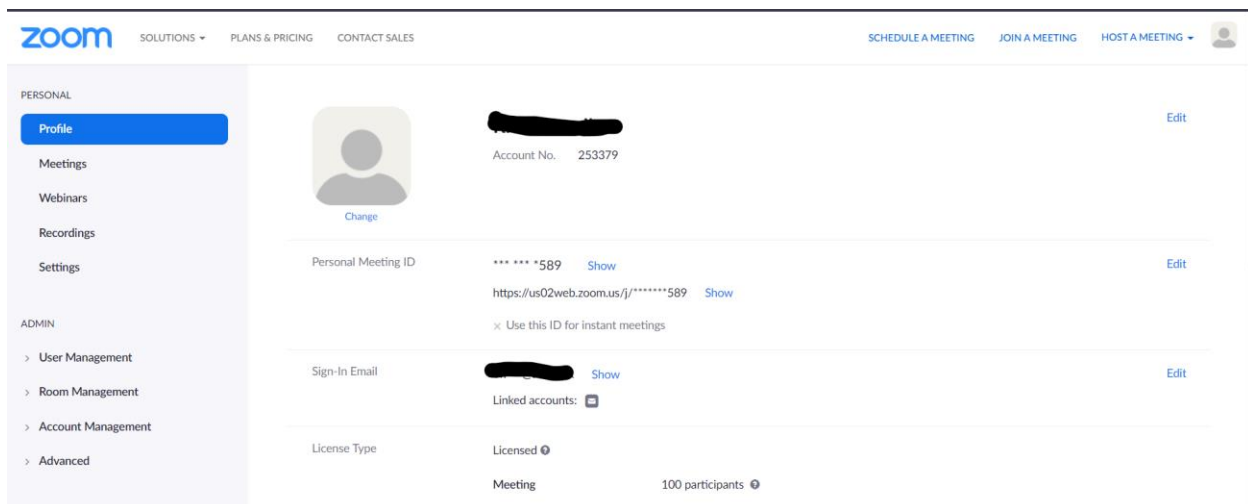 zoom SOLUTIONS PLANS & PRICING CONTACT SALES SCHEDULE A MEETING JOIN A MEETING HOST A MEETING
PERSONAL
Profile
Meetings
Webinars
Recordings
Settings
ADMIN
User Management
Room Management
Account Management
Advanced
Change
Edit
Account No. 253379
Personal Meeting ID *** *** *589 Show Edit
https://us02web.zoom.us/j/*******589 Show
× Use this ID for instant meetings
Sign-In Email Show Edit
Linked accounts:
License Type Licensed
Meeting 100 participants